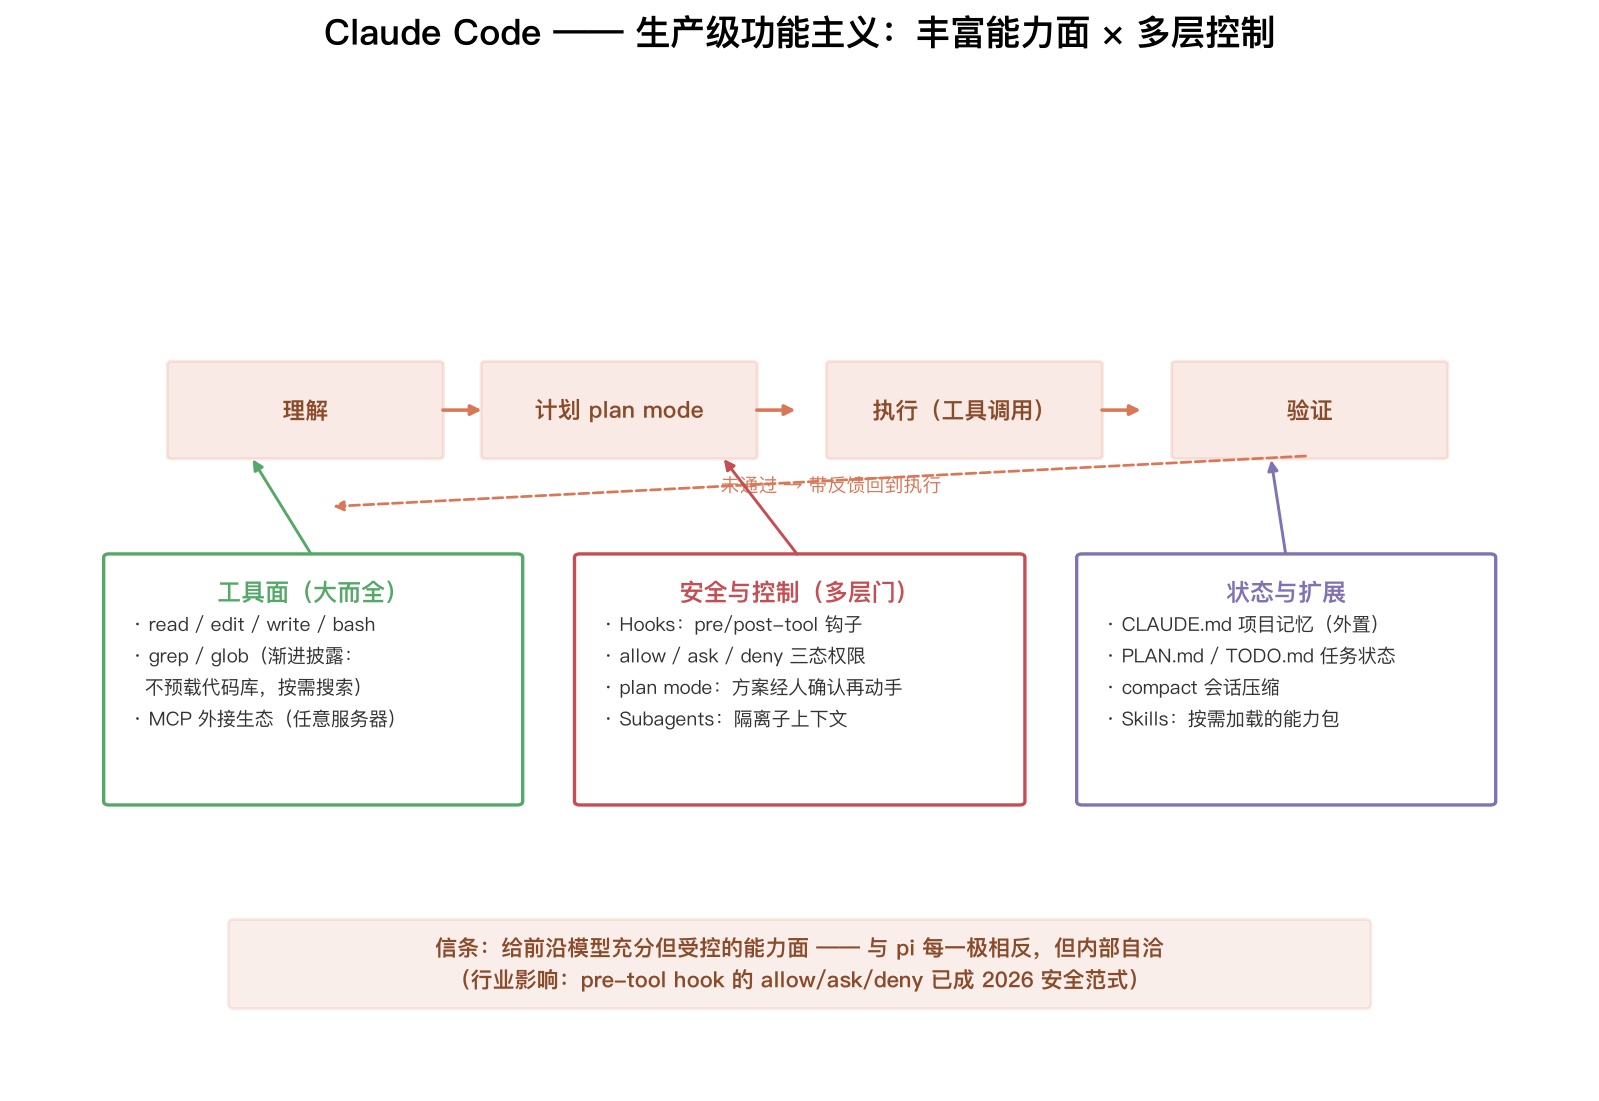 Claude Code —— 生产级功能主义：丰富能力面 × 多层控制
理解
计划 plan mode
执行（工具调用）
验证
未通过 → 带反馈回到执行
工具面（大而全）
· read / edit / write / bash
· grep / glob（渐进披露：
不预载代码库，按需搜索）
· MCP 外接生态（任意服务器）
安全与控制（多层门）
· Hooks：pre/post-tool 钩子
· allow / ask / deny 三态权限
· plan mode：方案经人确认再动手
· Subagents：隔离子上下文
状态与扩展
· CLAUDE.md 项目记忆（外置）
· PLAN.md / TODO.md 任务状态
· compact 会话压缩
· Skills：按需加载的能力包
信条：给前沿模型充分但受控的能力面 —— 与 pi 每一极相反，但内部自洽
（行业影响：pre-tool hook 的 allow/ask/deny 已成 2026 安全范式）